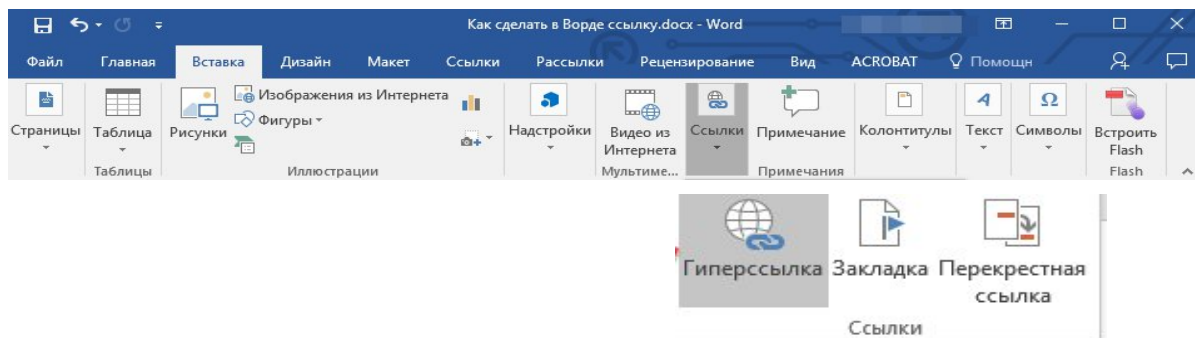 Как сделать в Ворде ссылку.docx - Word
Файл Главная Вставка Дизайн Макет Ссылки Рассылки Рецензирование Вид ACROBAT Помощн
Изображения из Интернета
Фигуры
Страницы Таблица Рисунки Надстройки Видео из Интернета Ссылки Примечание Колонтитулы Текст Символы Встроить Flash
Таблицы Иллюстрации Мультиме... Примечания Flash
Гиперссылка Закладка Перекрестная
ссылка
Ссылки